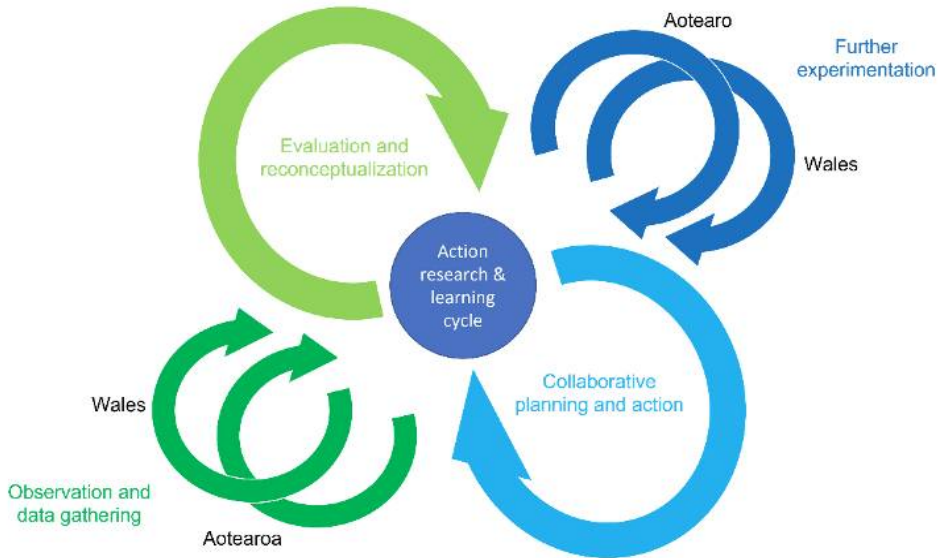 Aotearo
Further
experimentation
Evaluation and
reconceptualization
Wales
Action
research &
learning
cycle
Collaborative
planning and action
Wales
Observation and
data gathering
Aotearoa